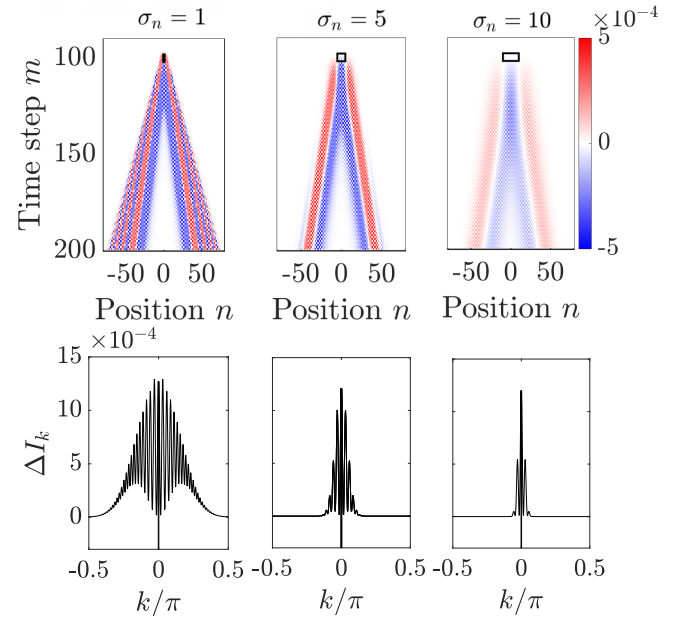 σₙ = 1 σₙ = 5 σₙ = 10 ×10⁻⁴
Time step m
100
150
200
5
0
-5
-50 0 50 -50 0 50 -50 0 50
Position n Position n Position n
×10⁻⁴
ΔIₖ
15
10
5
0
-0.5 0 0.5 -0.5 0 0.5 -0.5 0 0.5
k/π k/π k/π